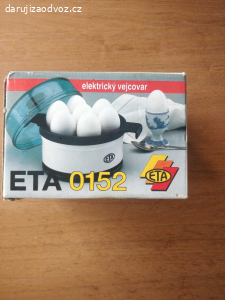 darujizaodvoz.cz
elektrický vejcovar
ETA
ETA 0152
ETA